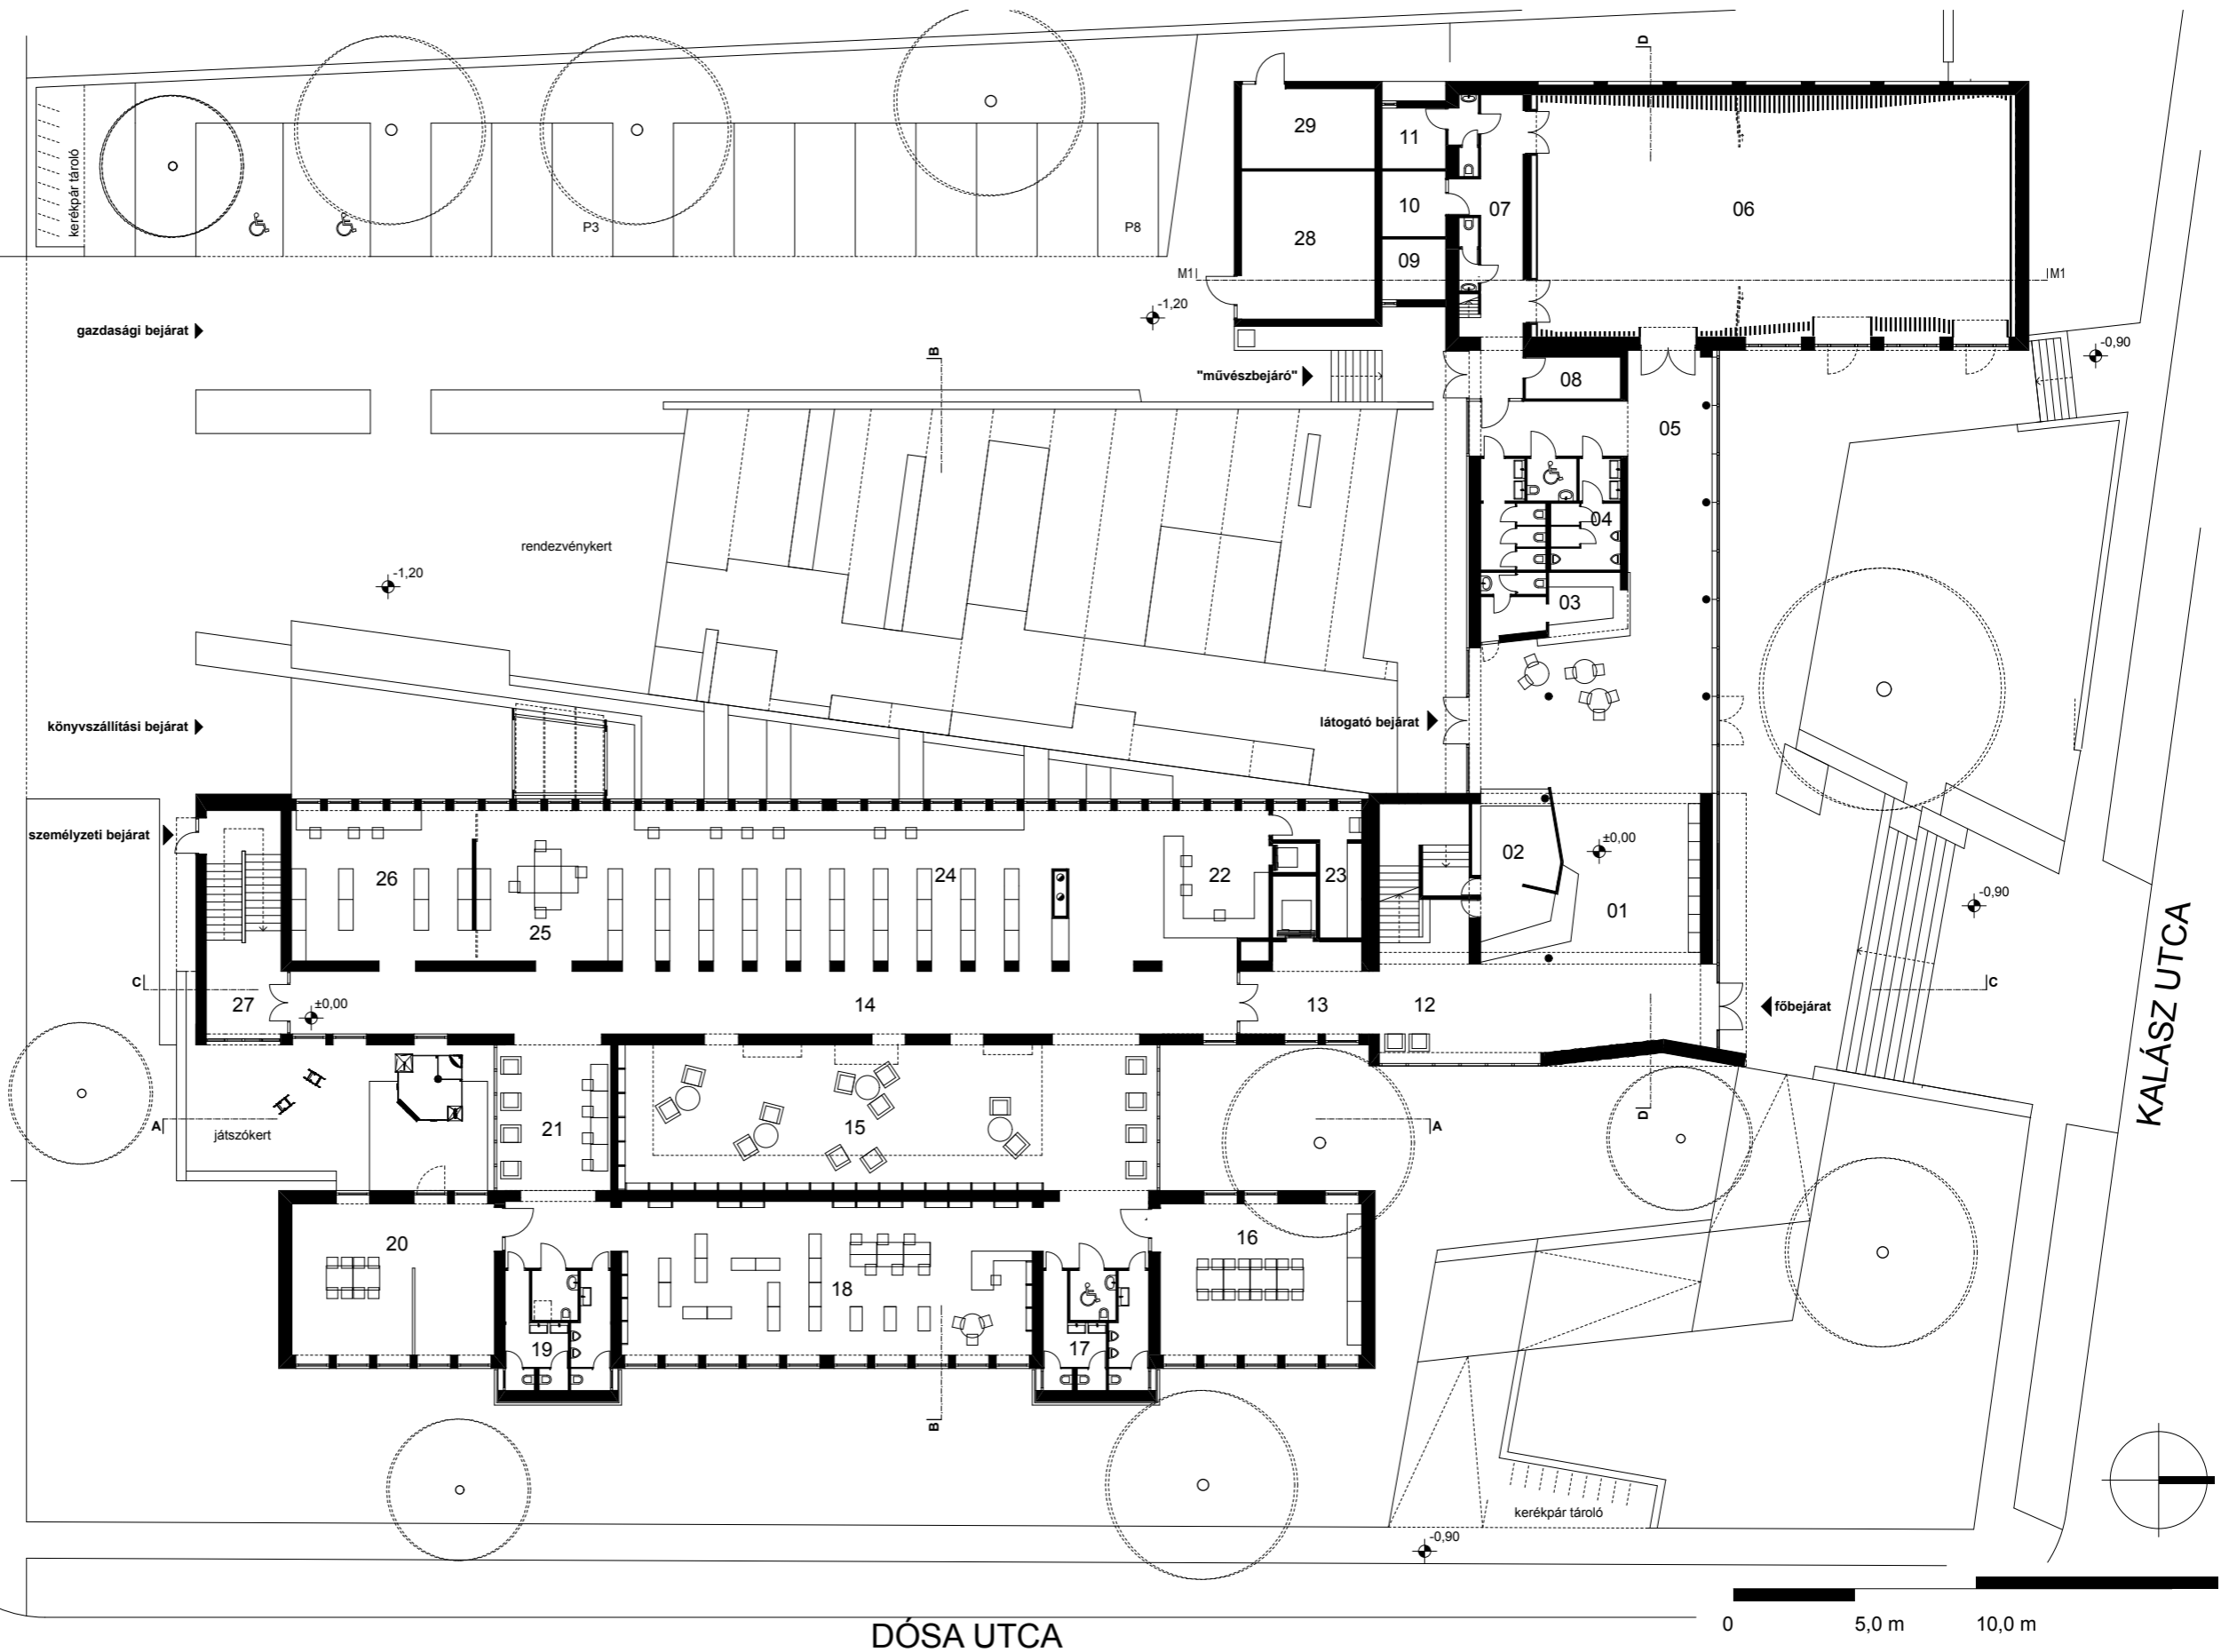 D
kerékpár tároló
P3
P8
29
11
10
07
06
28
09
M1
M1
-1,20
gazdasági bejárat
B
"művészbejáró"
08
-0,90
05
04
rendezvénykert
-1,20
03
könyvszállítási bejárat
látogató bejárat
személyzeti bejárat
±0,00
02
26
24
22
23
25
01
-0,90
C
C
27
±0,00
14
13
12
főbejárat
KALÁSZ UTCA
A
játszókert
21
15
A
D
20
16
18
19
17
B
kerékpár tároló
-0,90
0
5,0 m
10,0 m
DÓSA UTCA